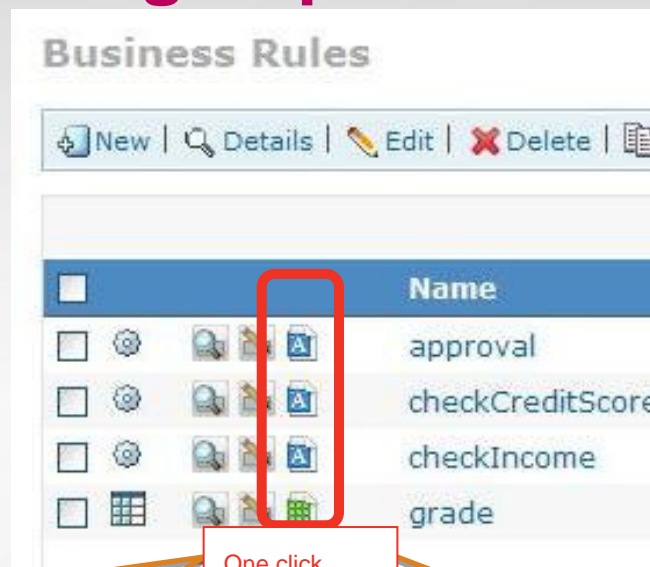 Business Rules
New | Details | Edit | Delete |
Name
approval
checkCreditScore
checkIncome
grade
One click